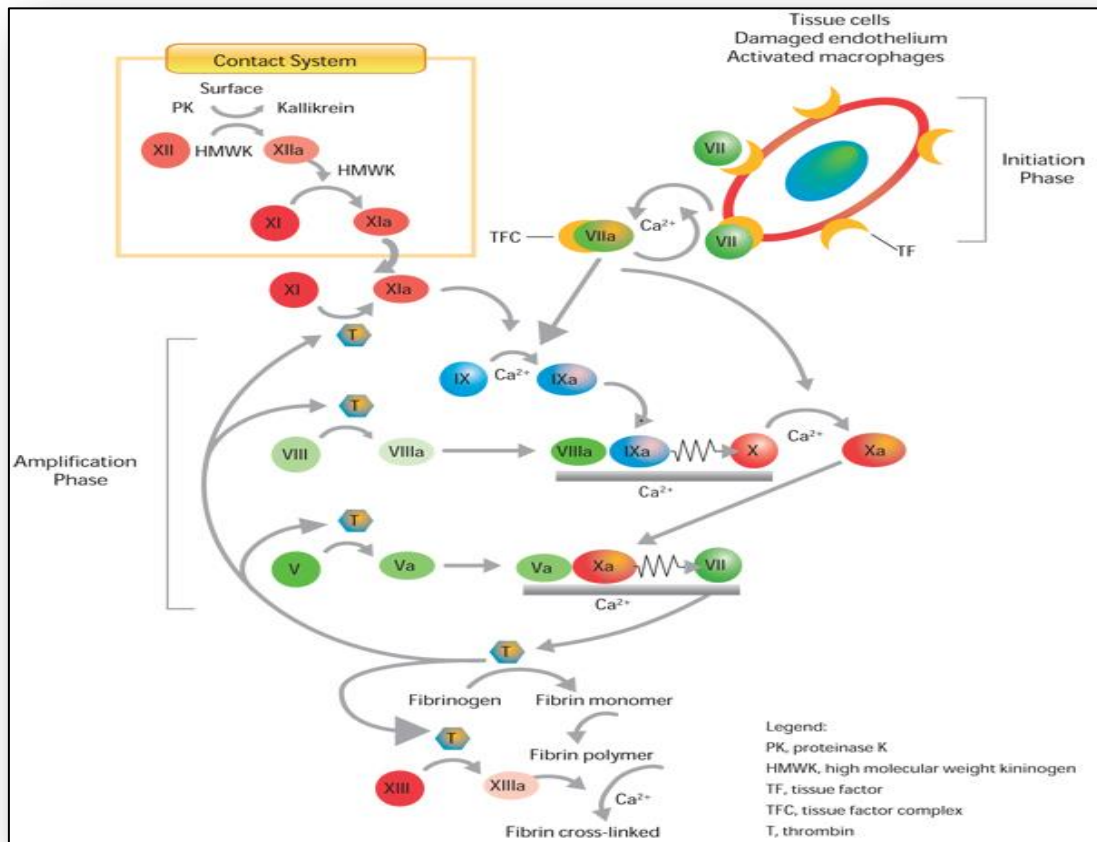 Tissue cells
Damaged endothelium
Activated macrophages
Contact System
Surface
PK
Kallikrein
XII
HMWK
XIIa
HMWK
XI
XIa
VII
VII
Initiation
Phase
TFC
VIIa
Ca²⁺
TF
XI
XIa
T
IX
Ca²⁺
IXa
T
VIII
VIIIa
VIIIa
IXa
X
Ca²⁺
Xa
Ca²⁺
Amplification
Phase
T
V
Va
Va
Xa
VII
Ca²⁺
T
Fibrinogen
Fibrin monomer
T
Fibrin polymer
XIII
XIIIa
Ca²⁺
Fibrin cross-linked
Legend:
PK, proteinase K
HMWK, high molecular weight kininogen
TF, tissue factor
TFC, tissue factor complex
T, thrombin